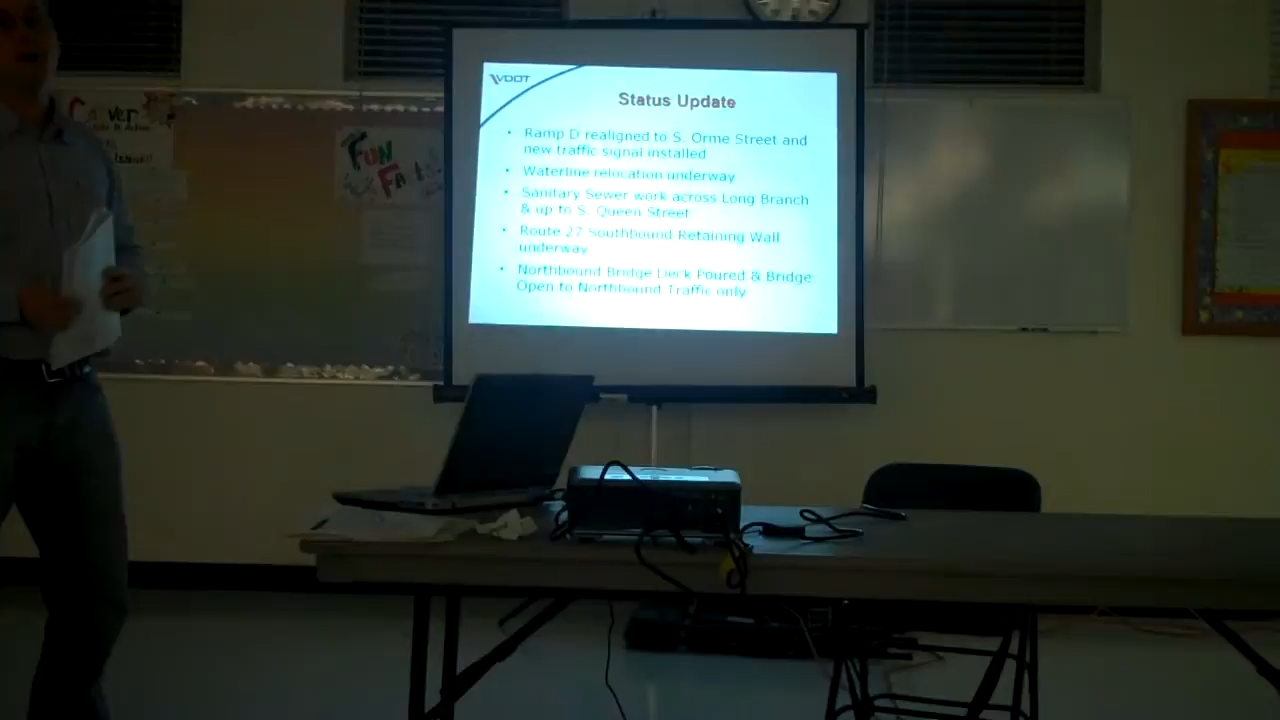 VDOT
Status Update
• Ramp D realigned to S. Orme Street and
new traffic signal installed
• Waterline relocation underway
• Sanitary Sewer work across Long Branch
& up to S. Queen Street
• Route 27 Southbound Retaining Wall
underway
• Northbound Bridge Deck Poured & Bridge
Open to Northbound Traffic only
FUN